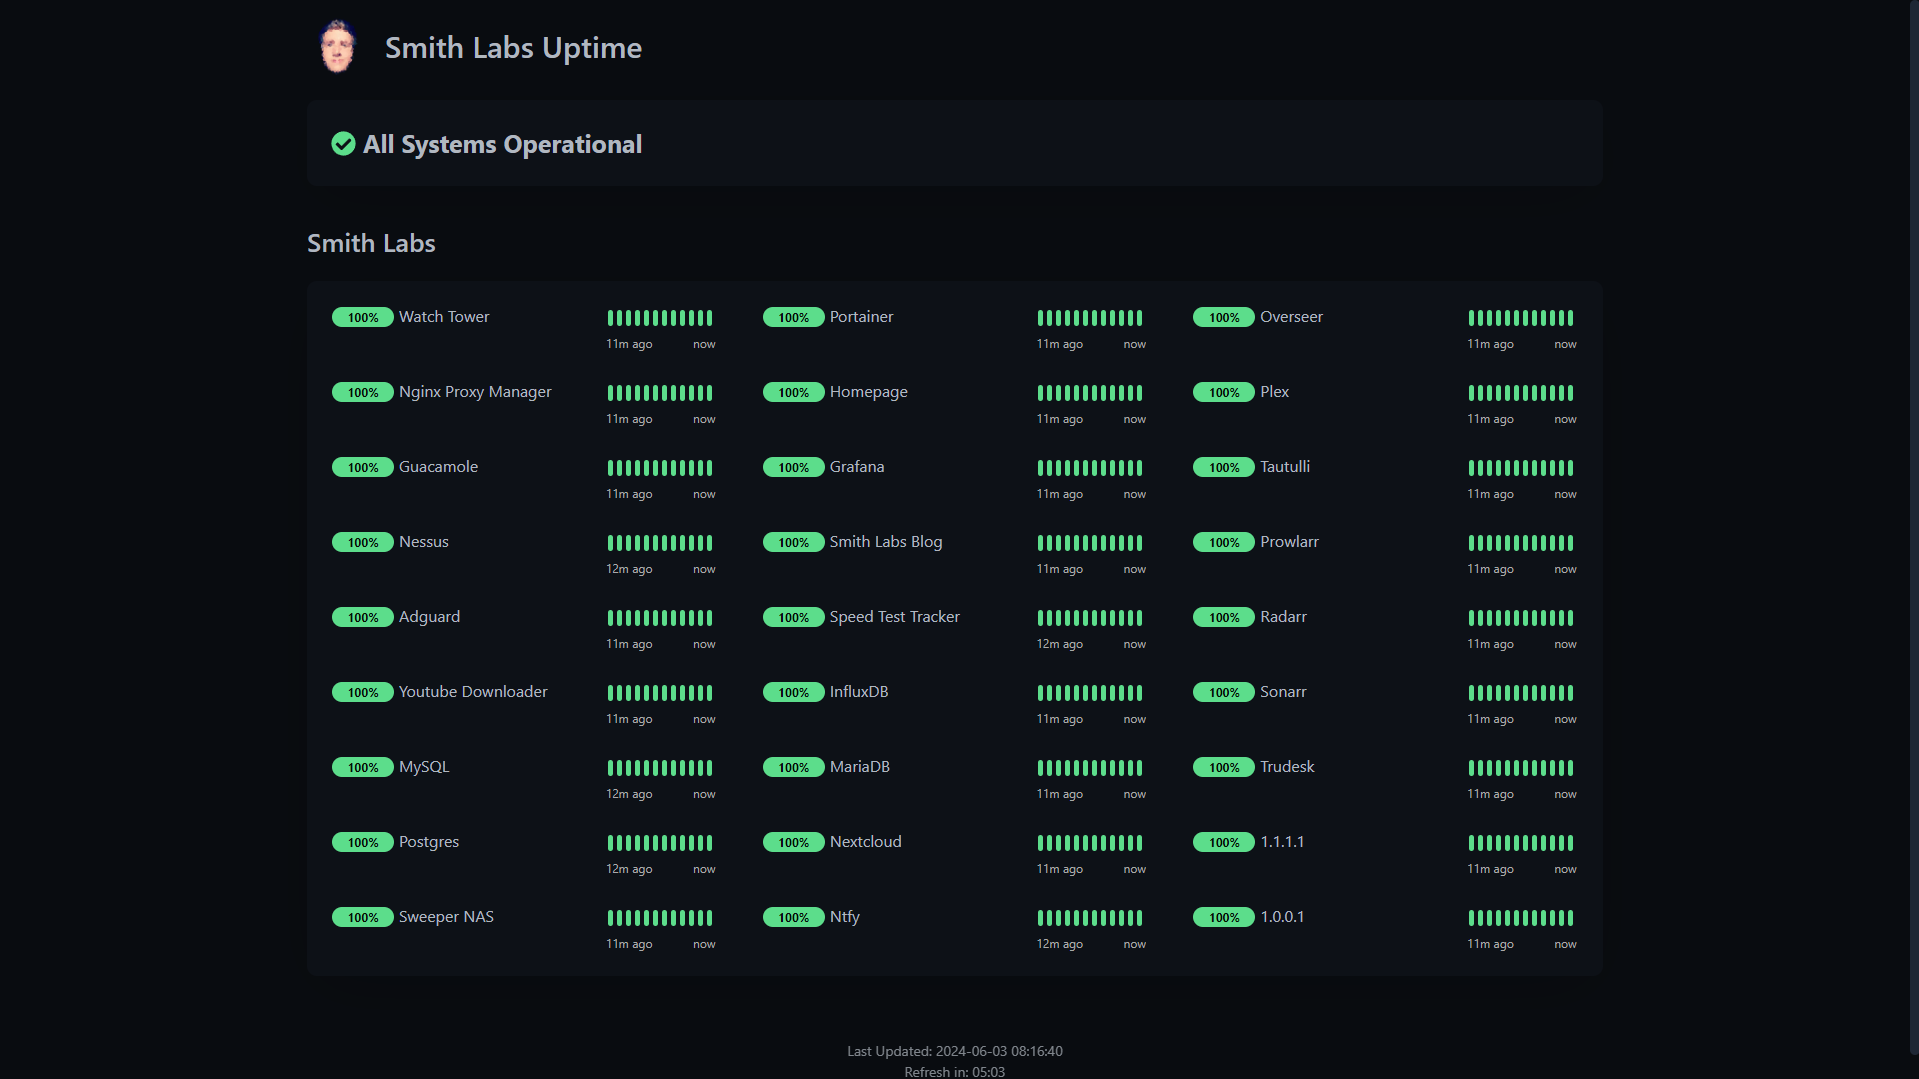 Smith Labs Uptime
All Systems Operational
Smith Labs
100% Watch Tower 11m ago now
100% Portainer 11m ago now
100% Overseer 11m ago now
100% Nginx Proxy Manager 11m ago now
100% Homepage 11m ago now
100% Plex 11m ago now
100% Guacamole 11m ago now
100% Grafana 11m ago now
100% Tautulli 11m ago now
100% Nessus 12m ago now
100% Smith Labs Blog 11m ago now
100% Prowlarr 11m ago now
100% Adguard 11m ago now
100% Speed Test Tracker 12m ago now
100% Radarr 11m ago now
100% Youtube Downloader 11m ago now
100% InfluxDB 11m ago now
100% Sonarr 11m ago now
100% MySQL 12m ago now
100% MariaDB 11m ago now
100% Trudesk 11m ago now
100% Postgres 12m ago now
100% Nextcloud 11m ago now
100% 1.1.1.1 11m ago now
100% Sweeper NAS 11m ago now
100% Ntfy 12m ago now
100% 1.0.0.1 11m ago now
Last Updated: 2024-06-03 08:16:40
Refresh in: 05:03